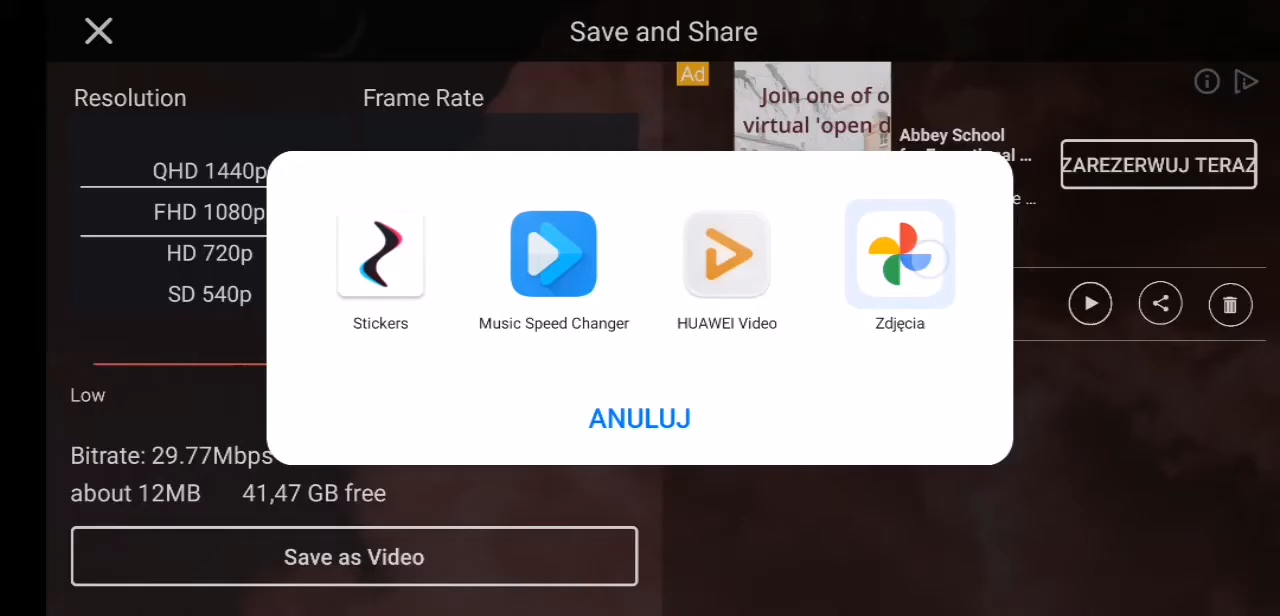 Save and Share
Resolution
Frame Rate
QHD 1440p
FHD 1080p
HD 720p
SD 540p
Low
Bitrate: 29.77Mbps
about 12MB 41,47 GB free
Save as Video
Ad
Join one of o
virtual 'open d
Abbey School
ZAREZERWUJ TERAZ
Stickers
Music Speed Changer
HUAWEI Video
Zdjęcia
ANULUJ